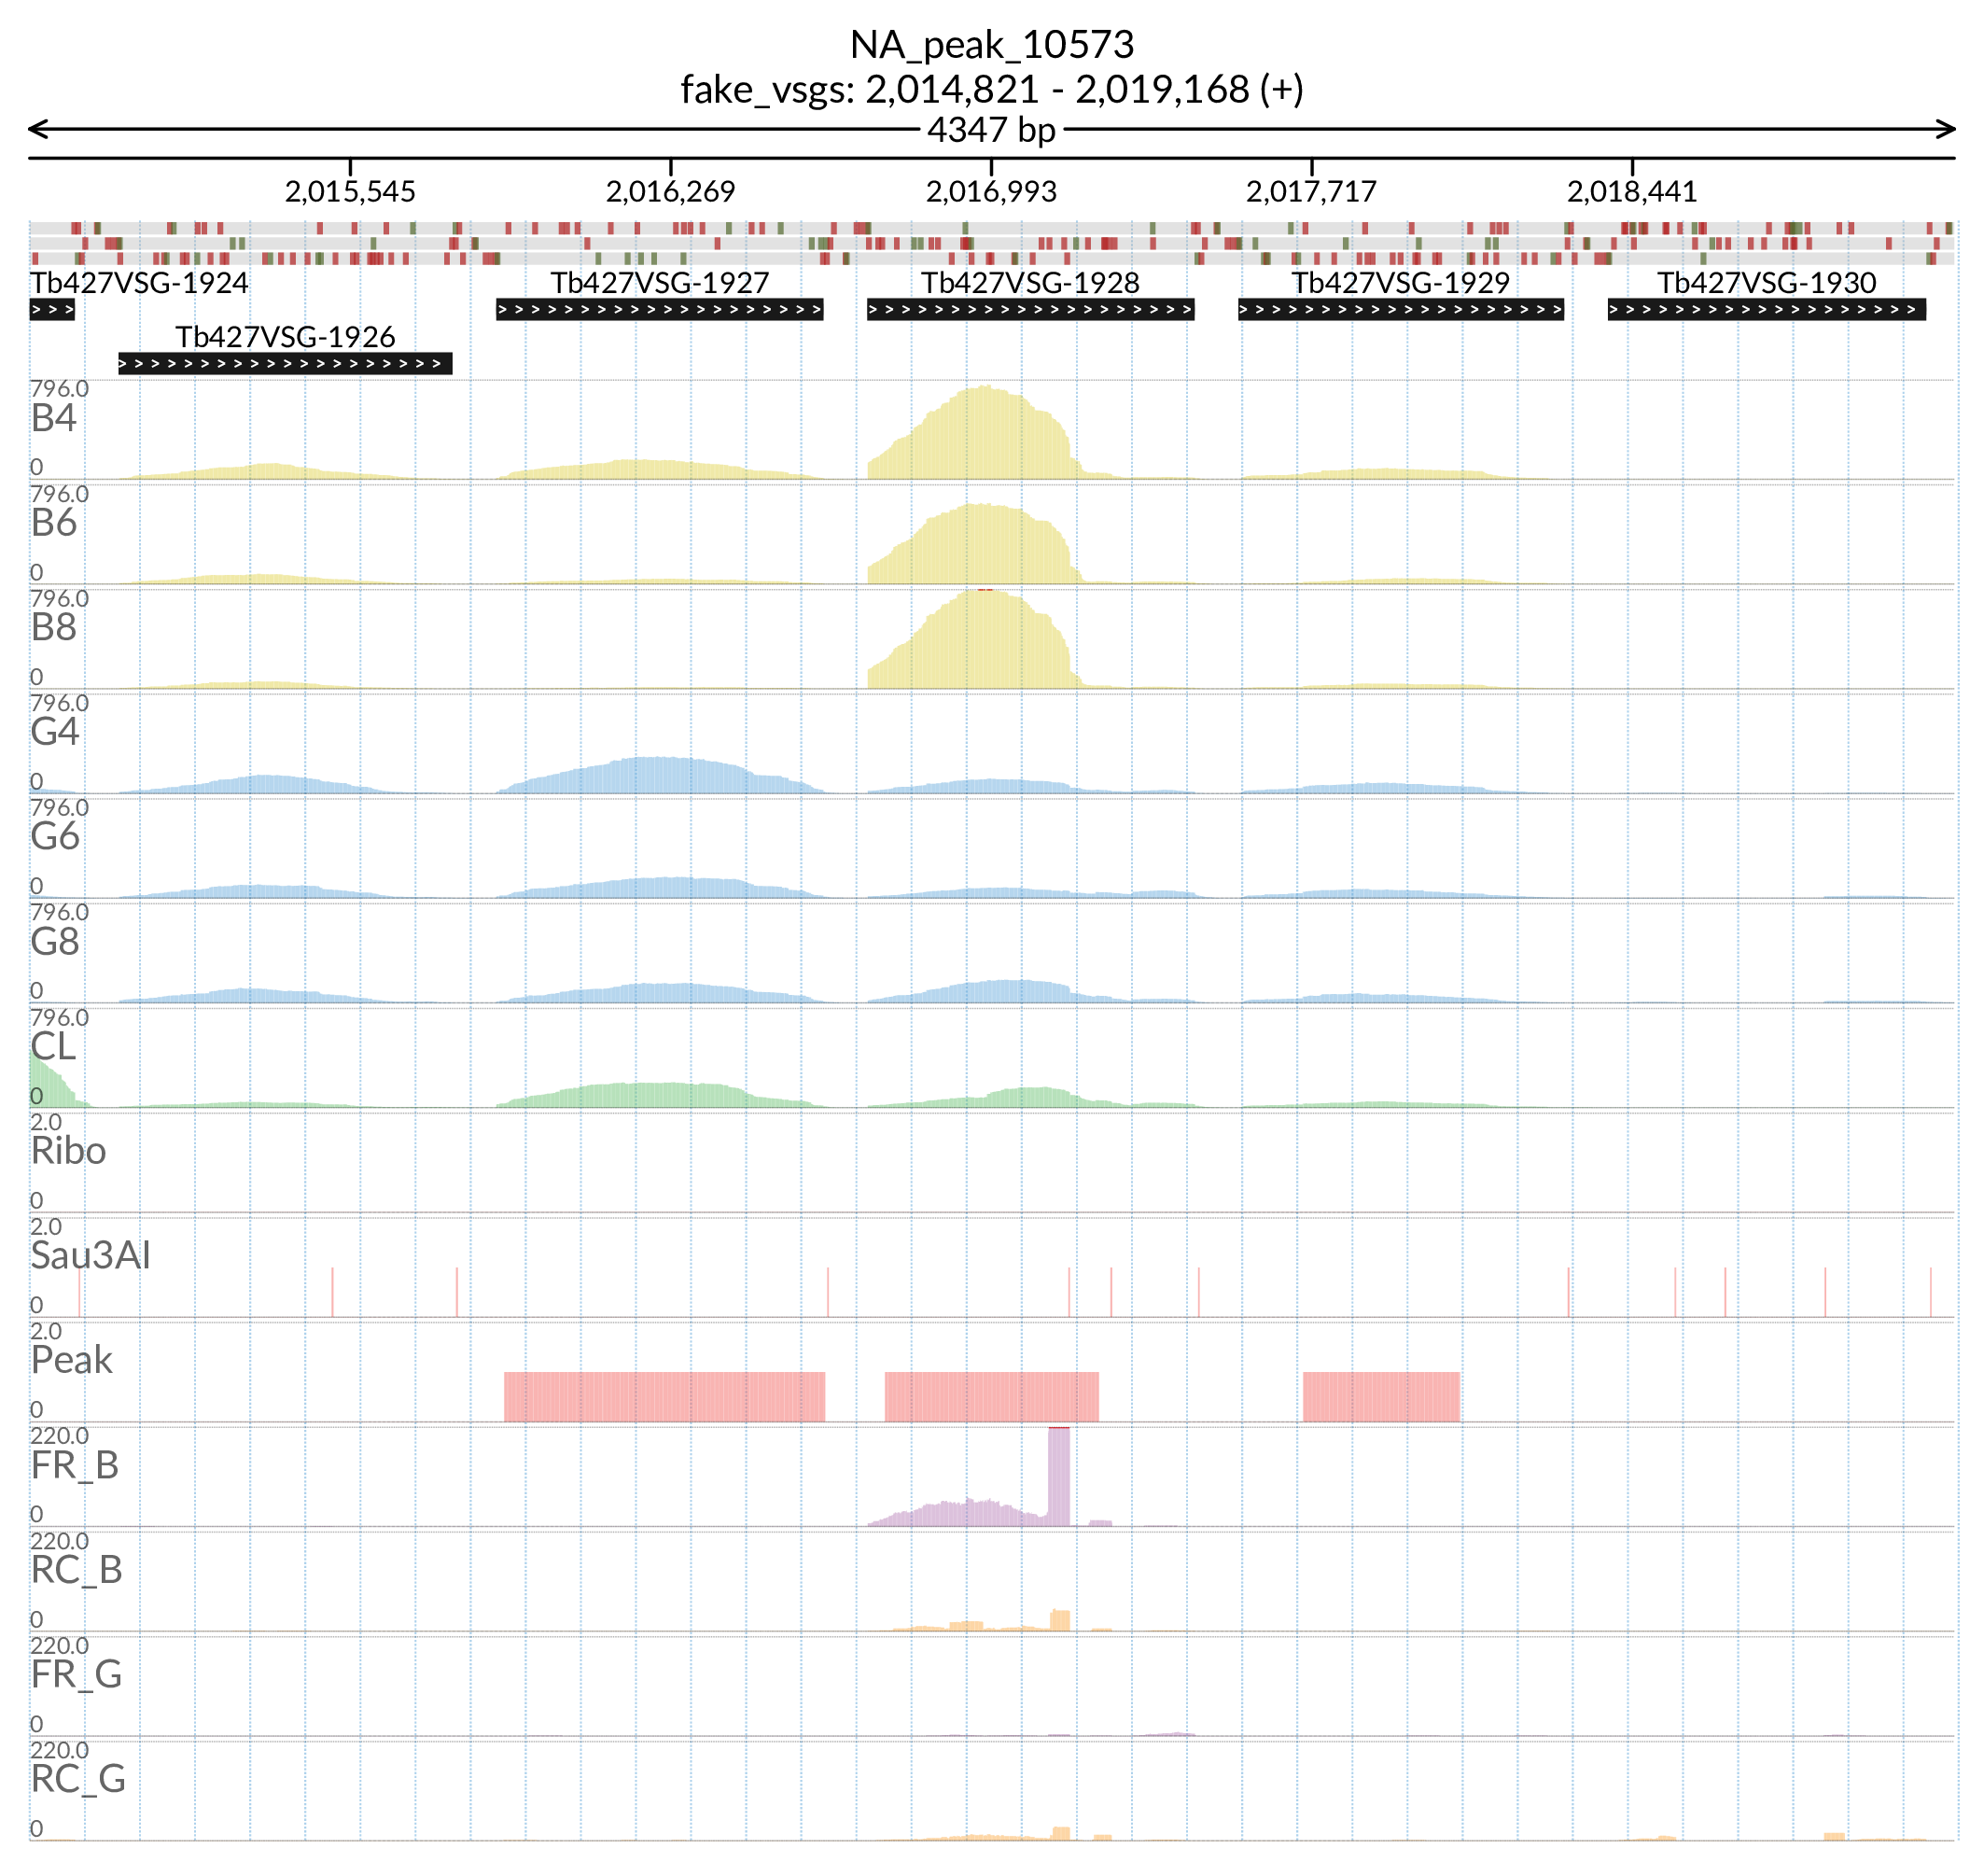 NA_peak_10573
fake_vsgs: 2,014,821 - 2,019,168 (+)
4347 bp
2,015,545 2,016,269 2,016,993 2,017,717 2,018,441
Tb427VSG-1924 Tb427VSG-1927 Tb427VSG-1928 Tb427VSG-1929 Tb427VSG-1930
Tb427VSG-1926
796.0
B4
0
796.0
B6
0
796.0
B8
0
796.0
G4
0
796.0
G6
0
796.0
G8
0
796.0
CL
0
2.0
Ribo
0
2.0
Sau3AI
0
2.0
Peak
0
220.0
FR_B
0
220.0
RC_B
0
220.0
FR_G
0
220.0
RC_G
0